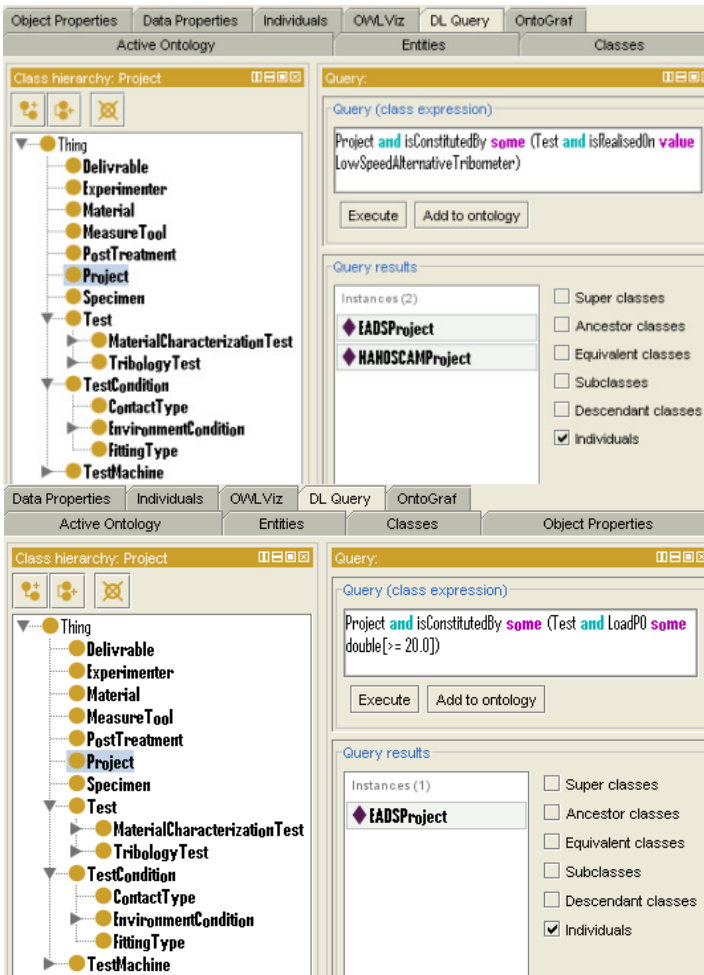 Object Properties Data Properties Individuals OWLViz DL Query OntoGraf
Active Ontology Entities Classes
Class hierarchy: Project
Thing
Delivrable
Experimenter
Material
MeasureTool
PostTreatment
Project
Specimen
Test
MaterialCharacterizationTest
TribologyTest
TestCondition
ContactType
EnvironmentCondition
FittingType
TestMachine
Query:
Query (class expression)
Project and isConstitutedBy some (Test and isRealisedOn value
LowSpeedAlternativeTribometer)
Execute Add to ontology
Query results
Instances (2)
EADSProject
NANOSCAMProject
Super classes
Ancestor classes
Equivalent classes
Subclasses
Descendant classes
Individuals
Data Properties Individuals OWLViz DL Query OntoGraf
Active Ontology Entities Classes Object Properties
Class hierarchy: Project
Thing
Delivrable
Experimenter
Material
MeasureTool
PostTreatment
Project
Specimen
Test
MaterialCharacterizationTest
TribologyTest
TestCondition
ContactType
EnvironmentCondition
FittingType
TestMachine
Query:
Query (class expression)
Project and isConstitutedBy some (Test and LoadP0 some
double[>= 20.0])
Execute Add to ontology
Query results
Instances (1)
EADSProject
Super classes
Ancestor classes
Equivalent classes
Subclasses
Descendant classes
Individuals